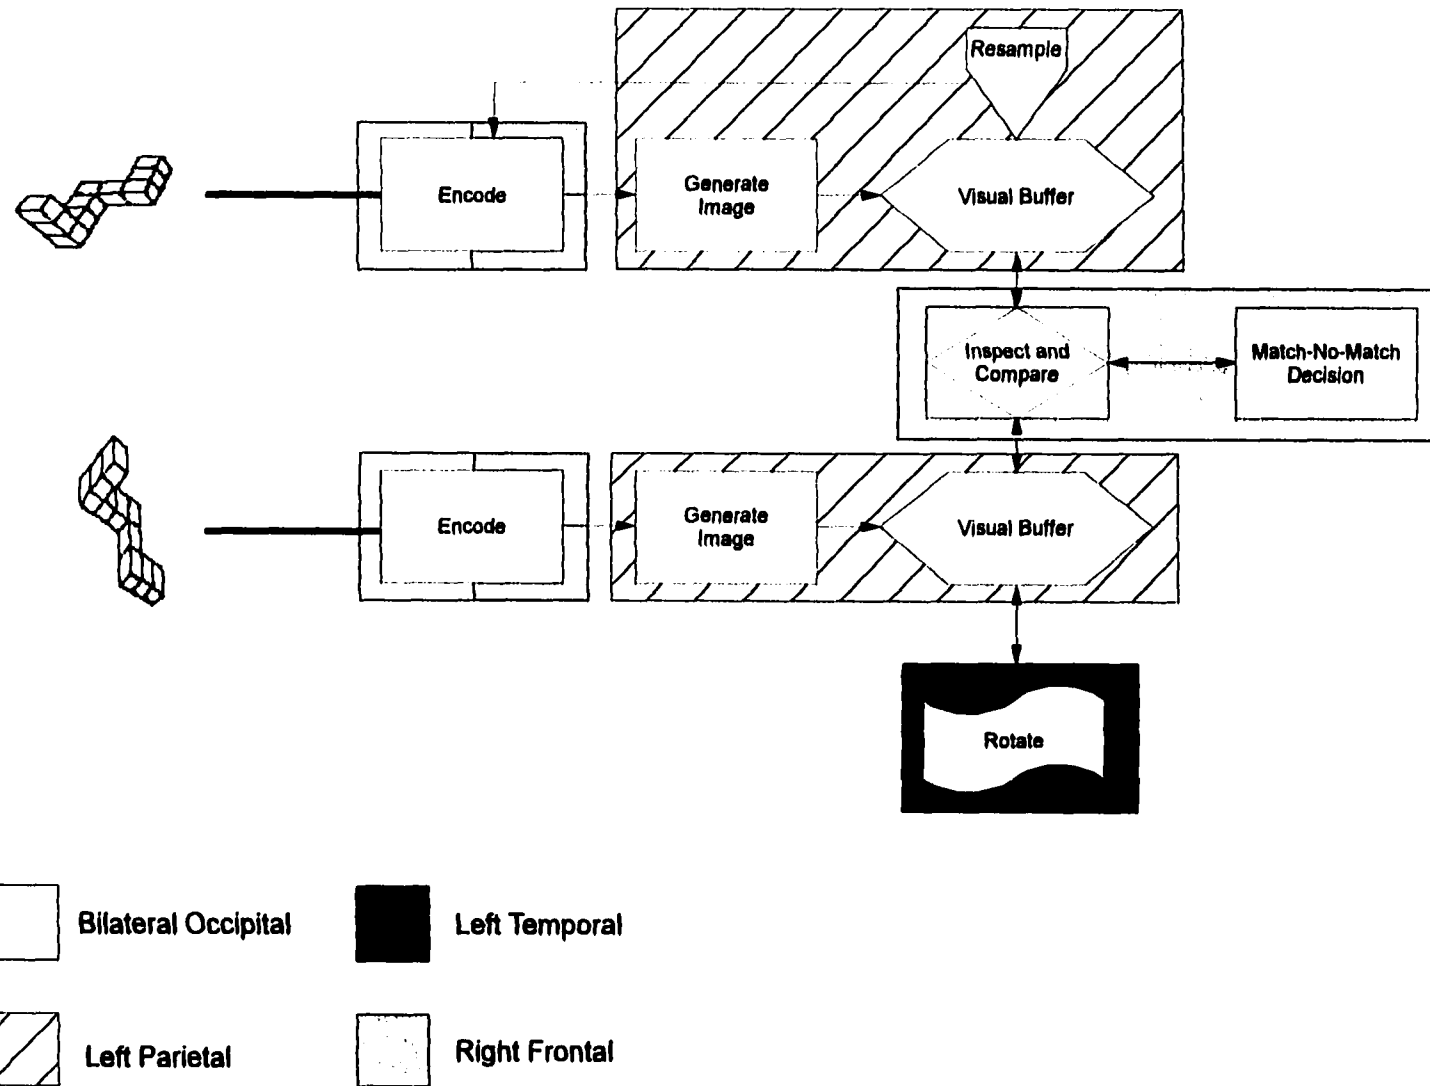 Resample
Encode
Generate
Image
Visual Buffer
Inspect and
Compare
Match-No-Match
Decision
Encode
Generate
Image
Visual Buffer
Rotate
Bilateral Occipital
Left Temporal
Left Parietal
Right Frontal